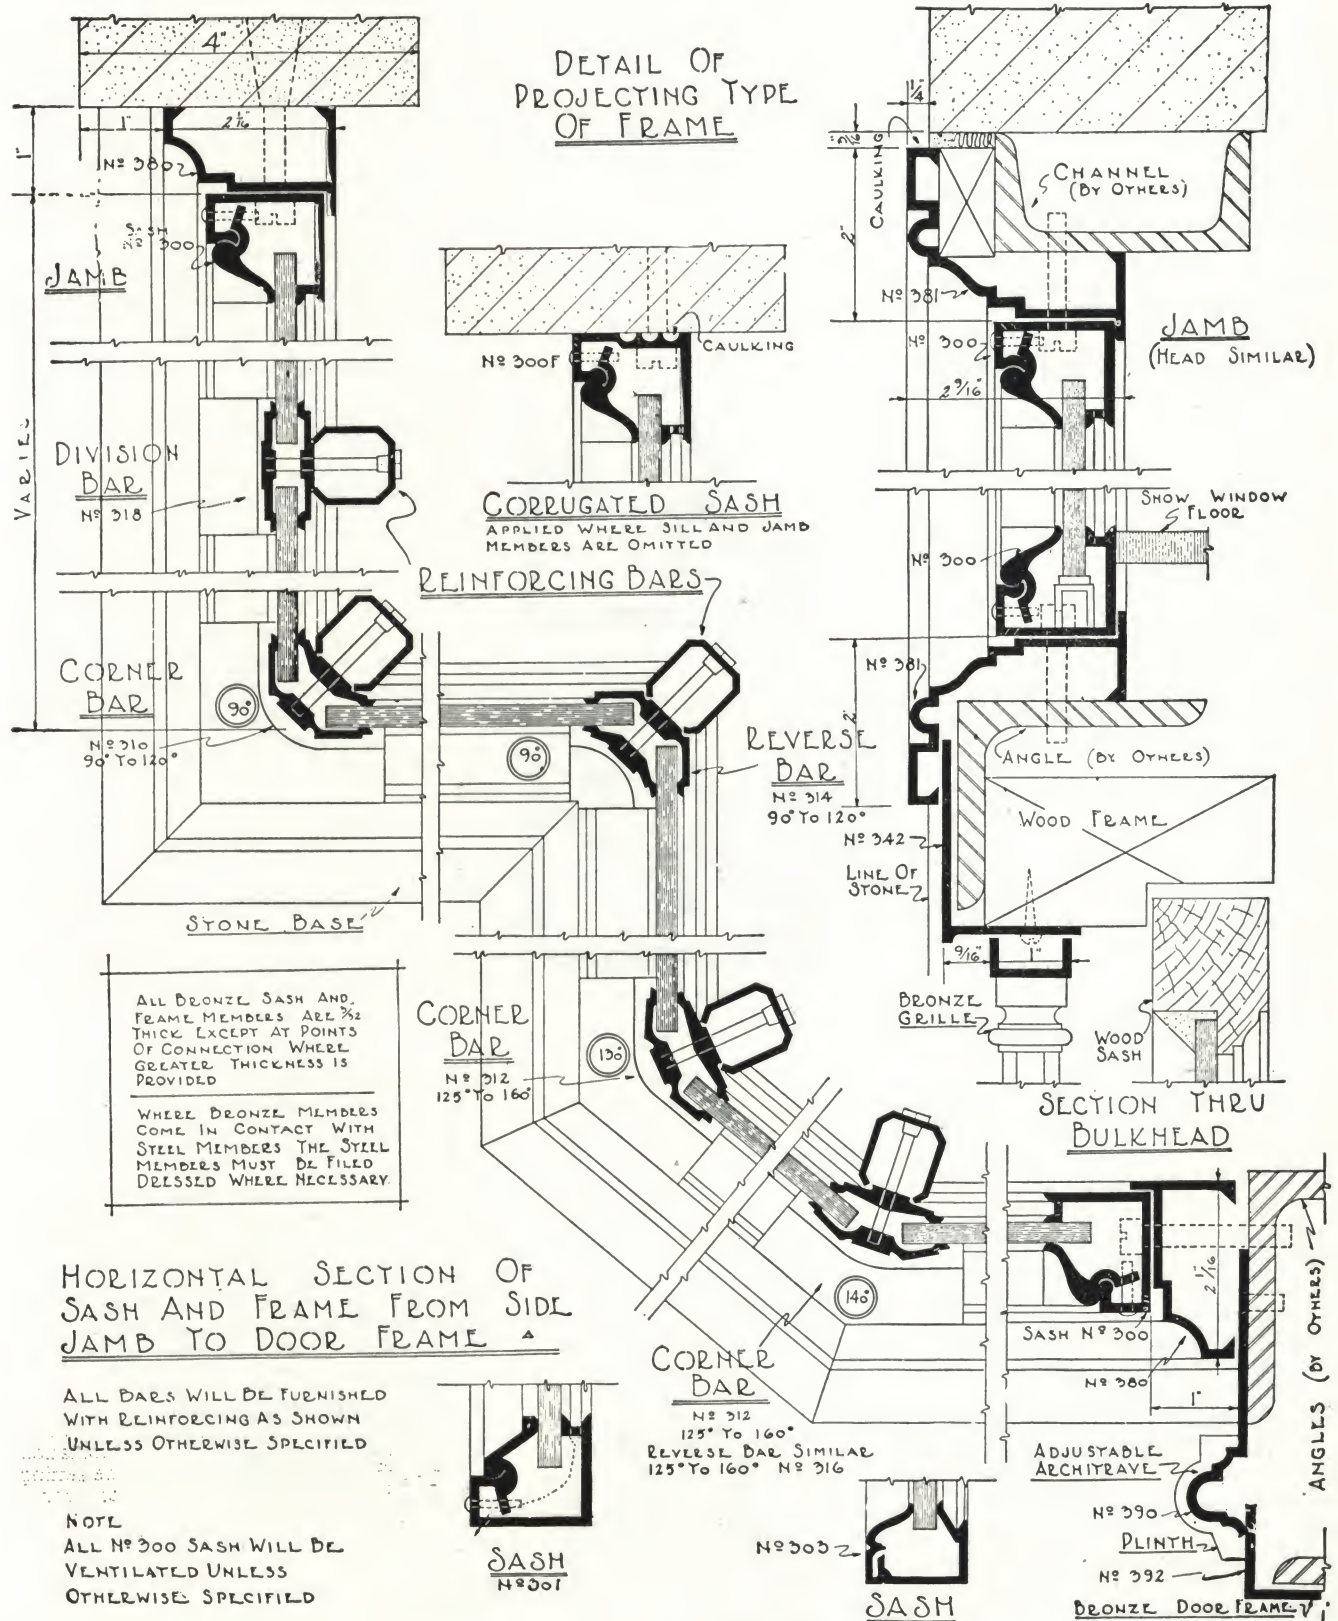 DETAIL OF
PROJECTING TYPE
OF FRAME
4"
1"
2 1/16"
1"
Nº 380
SASH
Nº 300
JAMB
VARIES
DIVISION
BAR
Nº 318
CORNER
BAR
Nº 310
90° TO 120°
90°
STONE BASE
Nº 300F
CAULKING
CORRUGATED SASH
APPLIED WHERE SILL AND JAMB
MEMBERS ARE OMITTED
REINFORCING BARS
90°
REVERSE
BAR
Nº 314
90° TO 120°
1/4"
CAULKING
3/16"
2"
CHANNEL
(BY OTHERS)
Nº 381
Nº 300
JAMB
(HEAD SIMILAR)
2 9/16"
SHOW WINDOW
FLOOR
Nº 300
Nº 381
2"
ANGLE (BY OTHERS)
WOOD FRAME
Nº 342
LINE OF
STONE
9/16"
1"
BRONZE
GRILLE
WOOD
SASH
SECTION THRU
BULKHEAD
ALL BRONZE SASH AND
FRAME MEMBERS ARE 3/32
THICK EXCEPT AT POINTS
OF CONNECTION WHERE
GREATER THICKNESS IS
PROVIDED
WHERE BRONZE MEMBERS
COME IN CONTACT WITH
STEEL MEMBERS THE STEEL
MEMBERS MUST BE FILED
DRESSED WHERE NECESSARY.
CORNER
BAR
Nº 312
125° TO 160°
130°
HORIZONTAL SECTION OF
SASH AND FRAME FROM SIDE
JAMB TO DOOR FRAME
ALL BARS WILL BE FURNISHED
WITH REINFORCING AS SHOWN
UNLESS OTHERWISE SPECIFIED
NOTE
ALL Nº 300 SASH WILL BE
VENTILATED UNLESS
OTHERWISE SPECIFIED
SASH
Nº 301
140°
CORNER
BAR
Nº 312
125° TO 160°
REVERSE BAR SIMILAR
125° TO 160° Nº 316
Nº 303
SASH
SASH Nº 300
2 1/16"
Nº 380
1"
ANGLES (BY OTHERS)
ADJUSTABLE
ARCHITRAVE
Nº 390
PLINTH
Nº 392
BRONZE DOOR FRAME